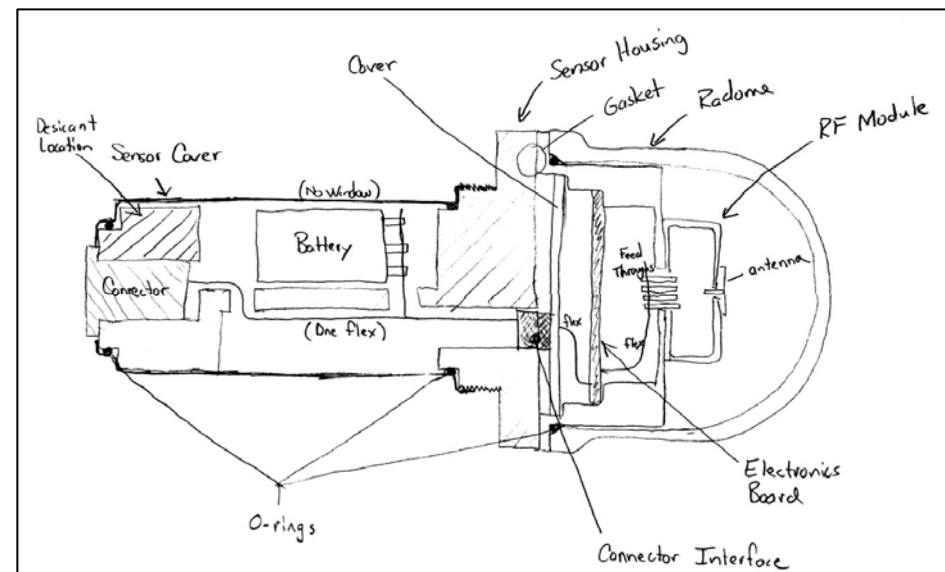 Cover
Sensor Housing
Gasket
Radome
RF Module
Desicant
Location
Sensor Cover
(No Window)
Battery
Connector
(One flex)
flex
Feed
Throughs
flex
antenna
Electronics
Board
O-rings
Connector Interface